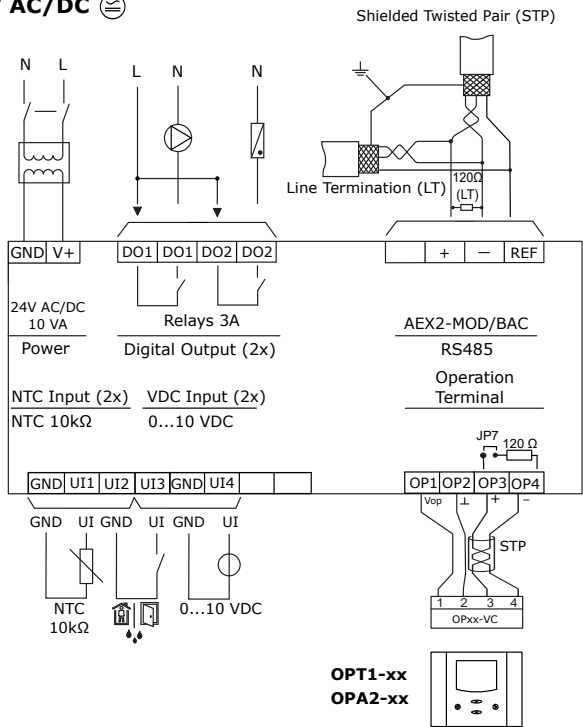 AC/DC
Shielded Twisted Pair (STP)
N L L N N
Line Termination (LT)
120Ω
(LT)
GND V+ DO1 DO1 DO2 DO2 + — REF
24V AC/DC
10 VA
Power
Relays 3A
Digital Output (2x)
AEX2-MOD/BAC
RS485
Operation
Terminal
NTC Input (2x) VDC Input (2x)
NTC 10kΩ 0...10 VDC
JP7 120 Ω
GND UI1 UI2 UI3 GND UI4 OP1 OP2 OP3 OP4
Vop ⊥ + −
GND UI GND UI GND UI
STP
NTC
10kΩ
0...10 VDC
1 2 3 4
OPxx-VC
OPT1-xx
OPA2-xx